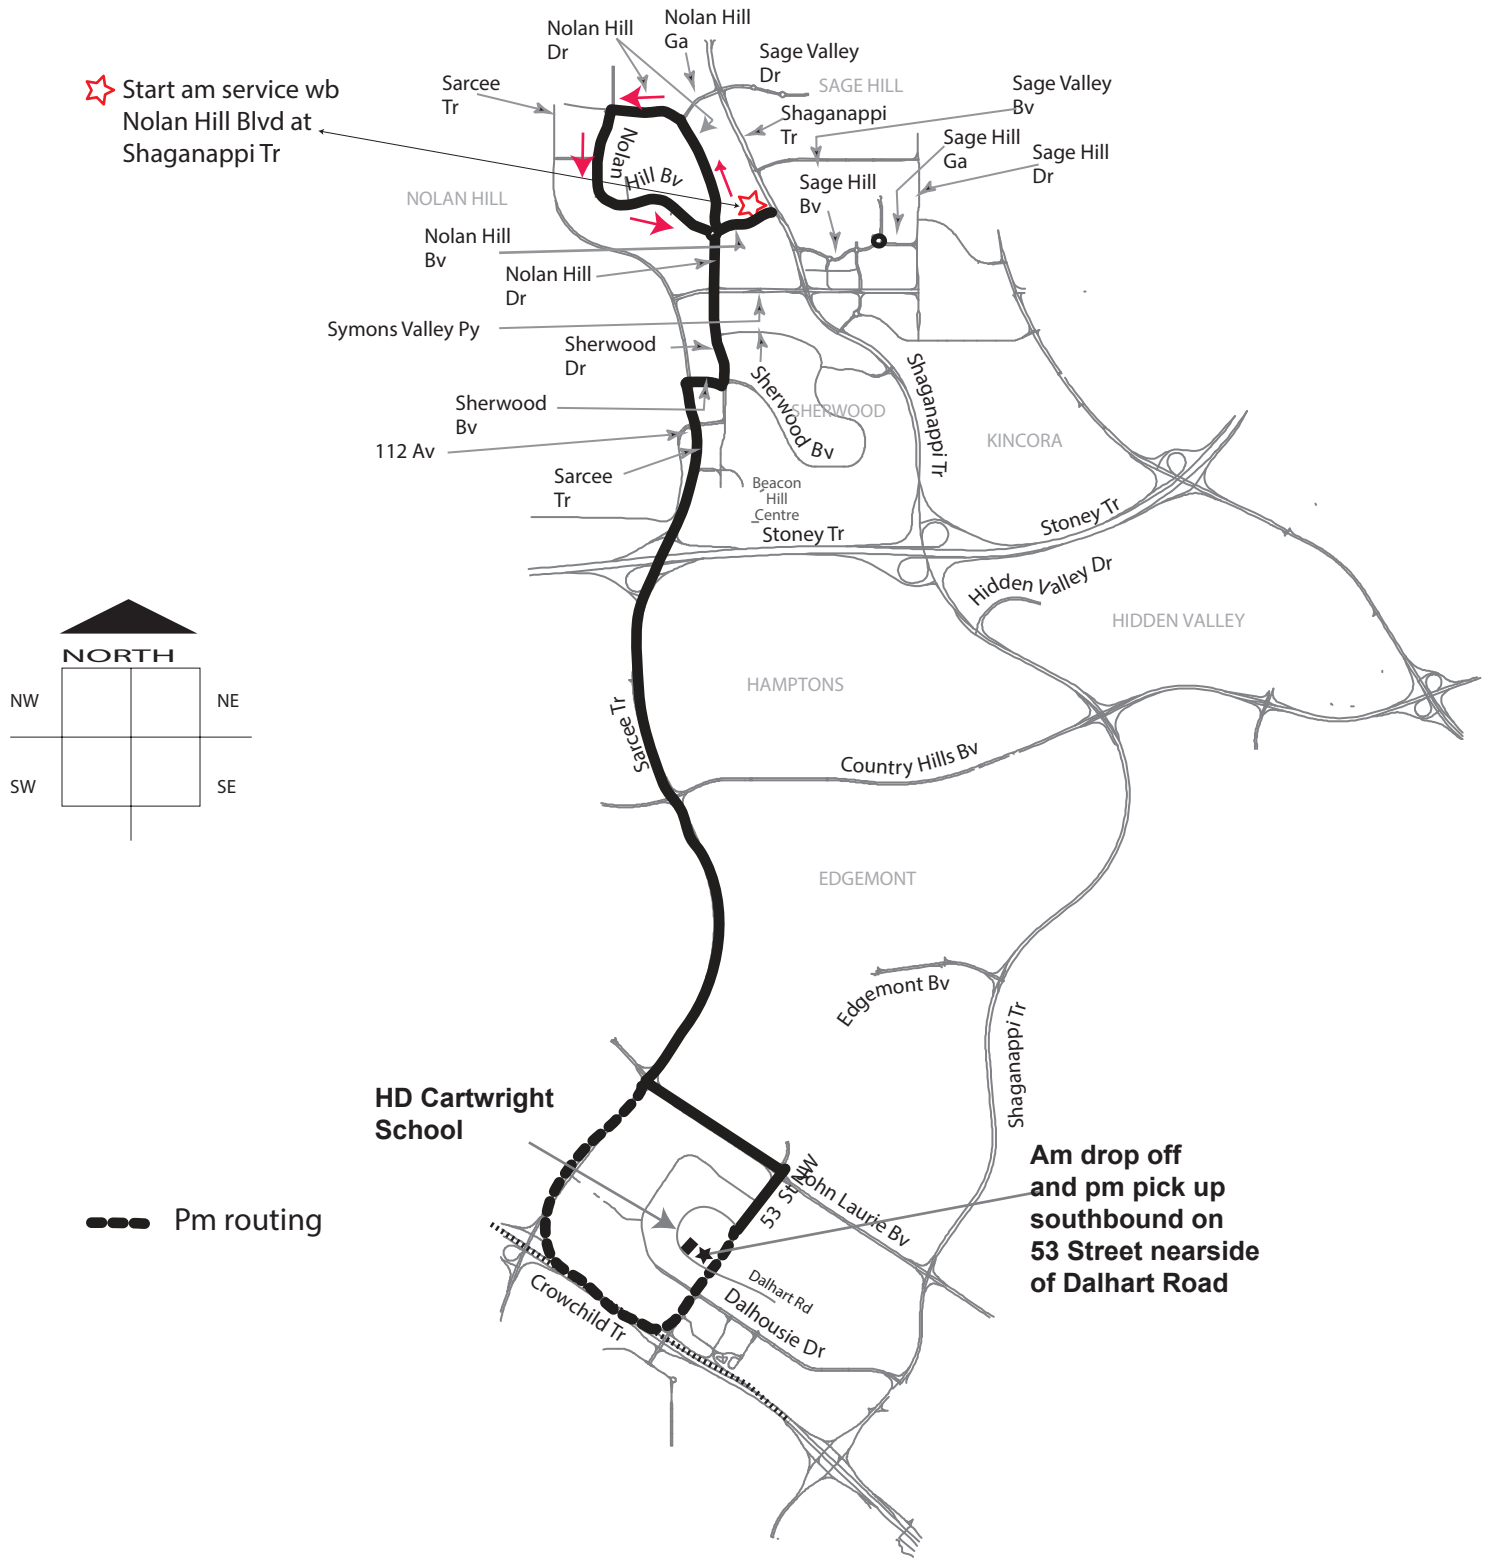 Nolan Hill
Dr
Nolan Hill
Ga
Sage Valley
Dr
SAGE HILL
Sarcee
Tr
Sage Valley
Bv
Start am service wb
Nolan Hill Blvd at
Shaganappi Tr
Shaganappi
Tr
Sage Hill
Ga
Sage Hill
Dr
Nolan
Hill Bv
Sage Hill
Bv
NOLAN HILL
Nolan Hill
Bv
Nolan Hill
Dr
Symons Valley Py
Sherwood
Dr
Sherwood Bv
SHERWOOD
Shaganappi Tr
Sherwood
Bv
KINCORA
112 Av
Sarcee
Tr
Beacon
Hill
Centre
Stoney Tr
Stoney Tr
Hidden Valley Dr
HIDDEN VALLEY
NORTH
NW
NE
SW
SE
HAMPTONS
Sarcee Tr
Country Hills Bv
EDGEMONT
Edgemont Bv
Shaganappi Tr
HD Cartwright
School
53 St NW
John Laurie Bv
Am drop off
and pm pick up
southbound on
53 Street nearside
of Dalhart Road
Pm routing
Dalhart Rd
Crowchild Tr
Dalhousie Dr